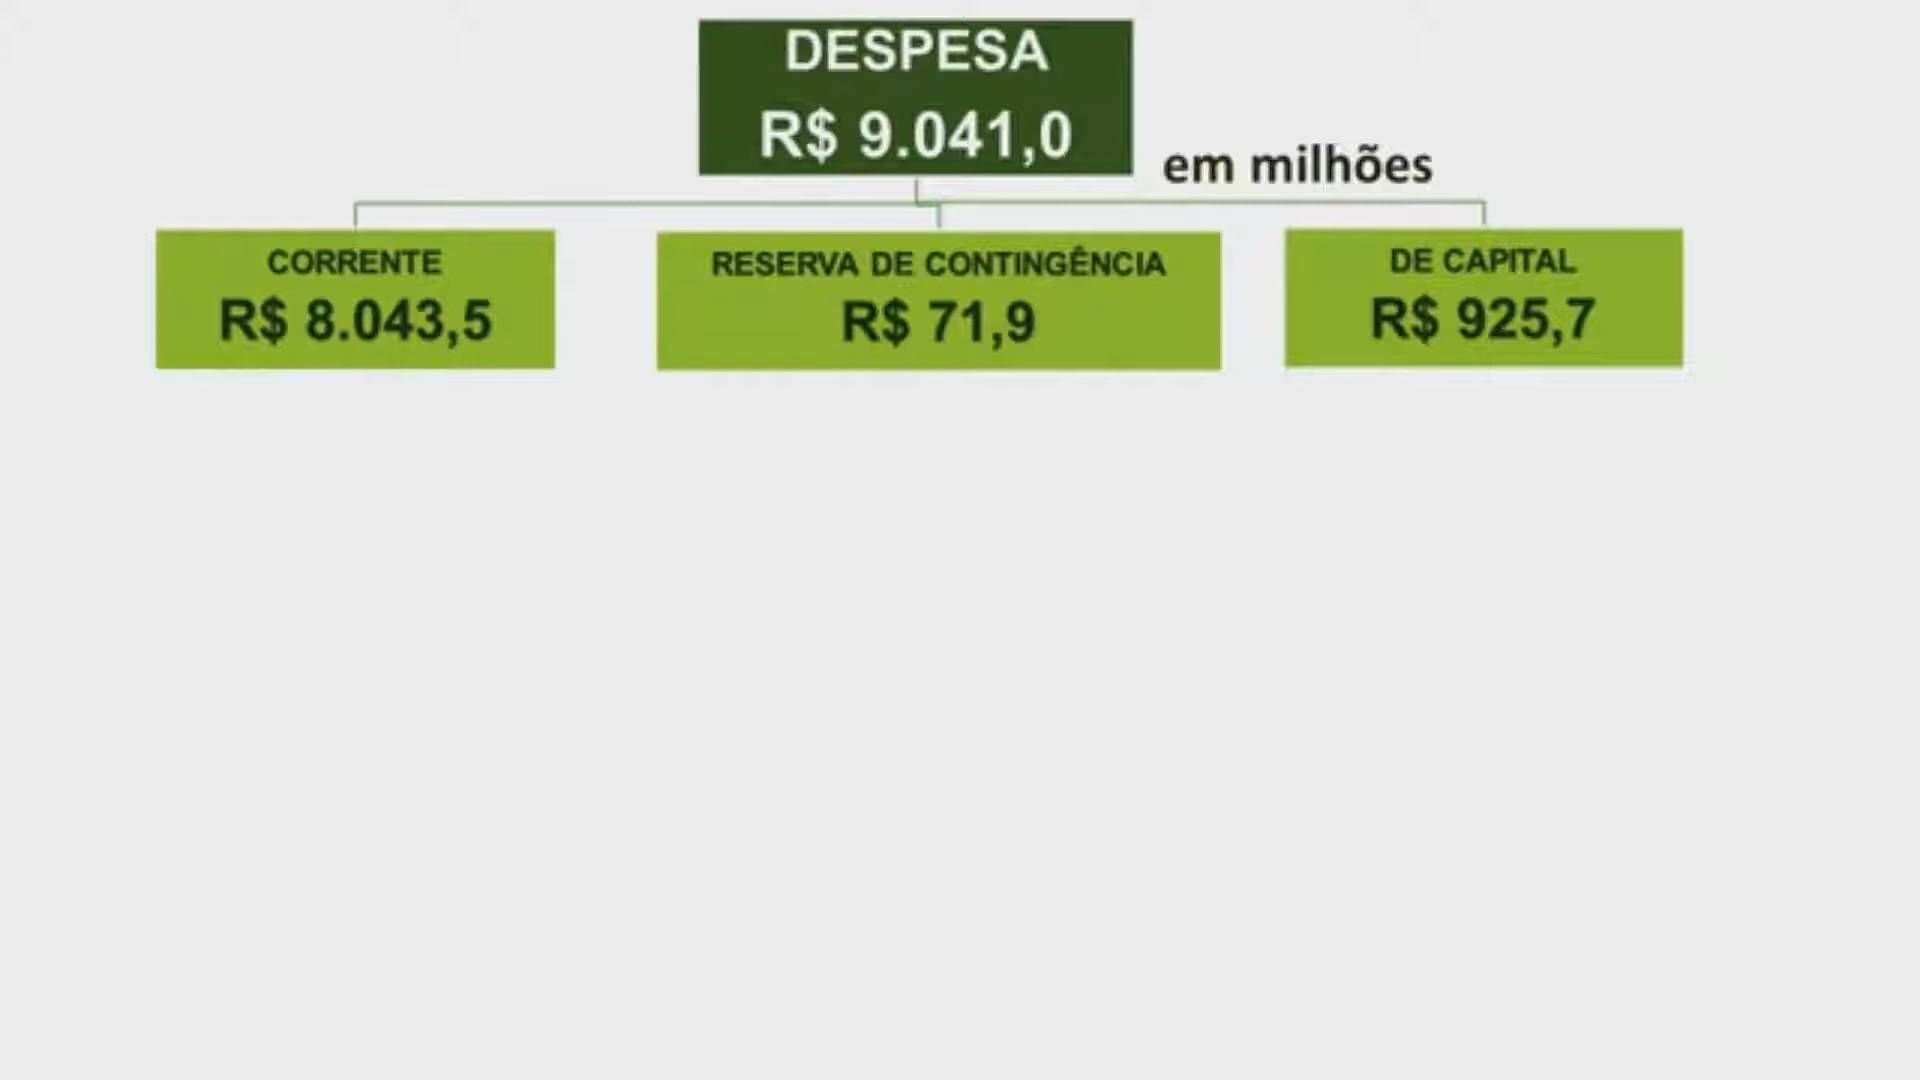 DESPESA
R$ 9.041,0
em milhões
CORRENTE
R$ 8.043,5
RESERVA DE CONTINGÊNCIA
R$ 71,9
DE CAPITAL
R$ 925,7